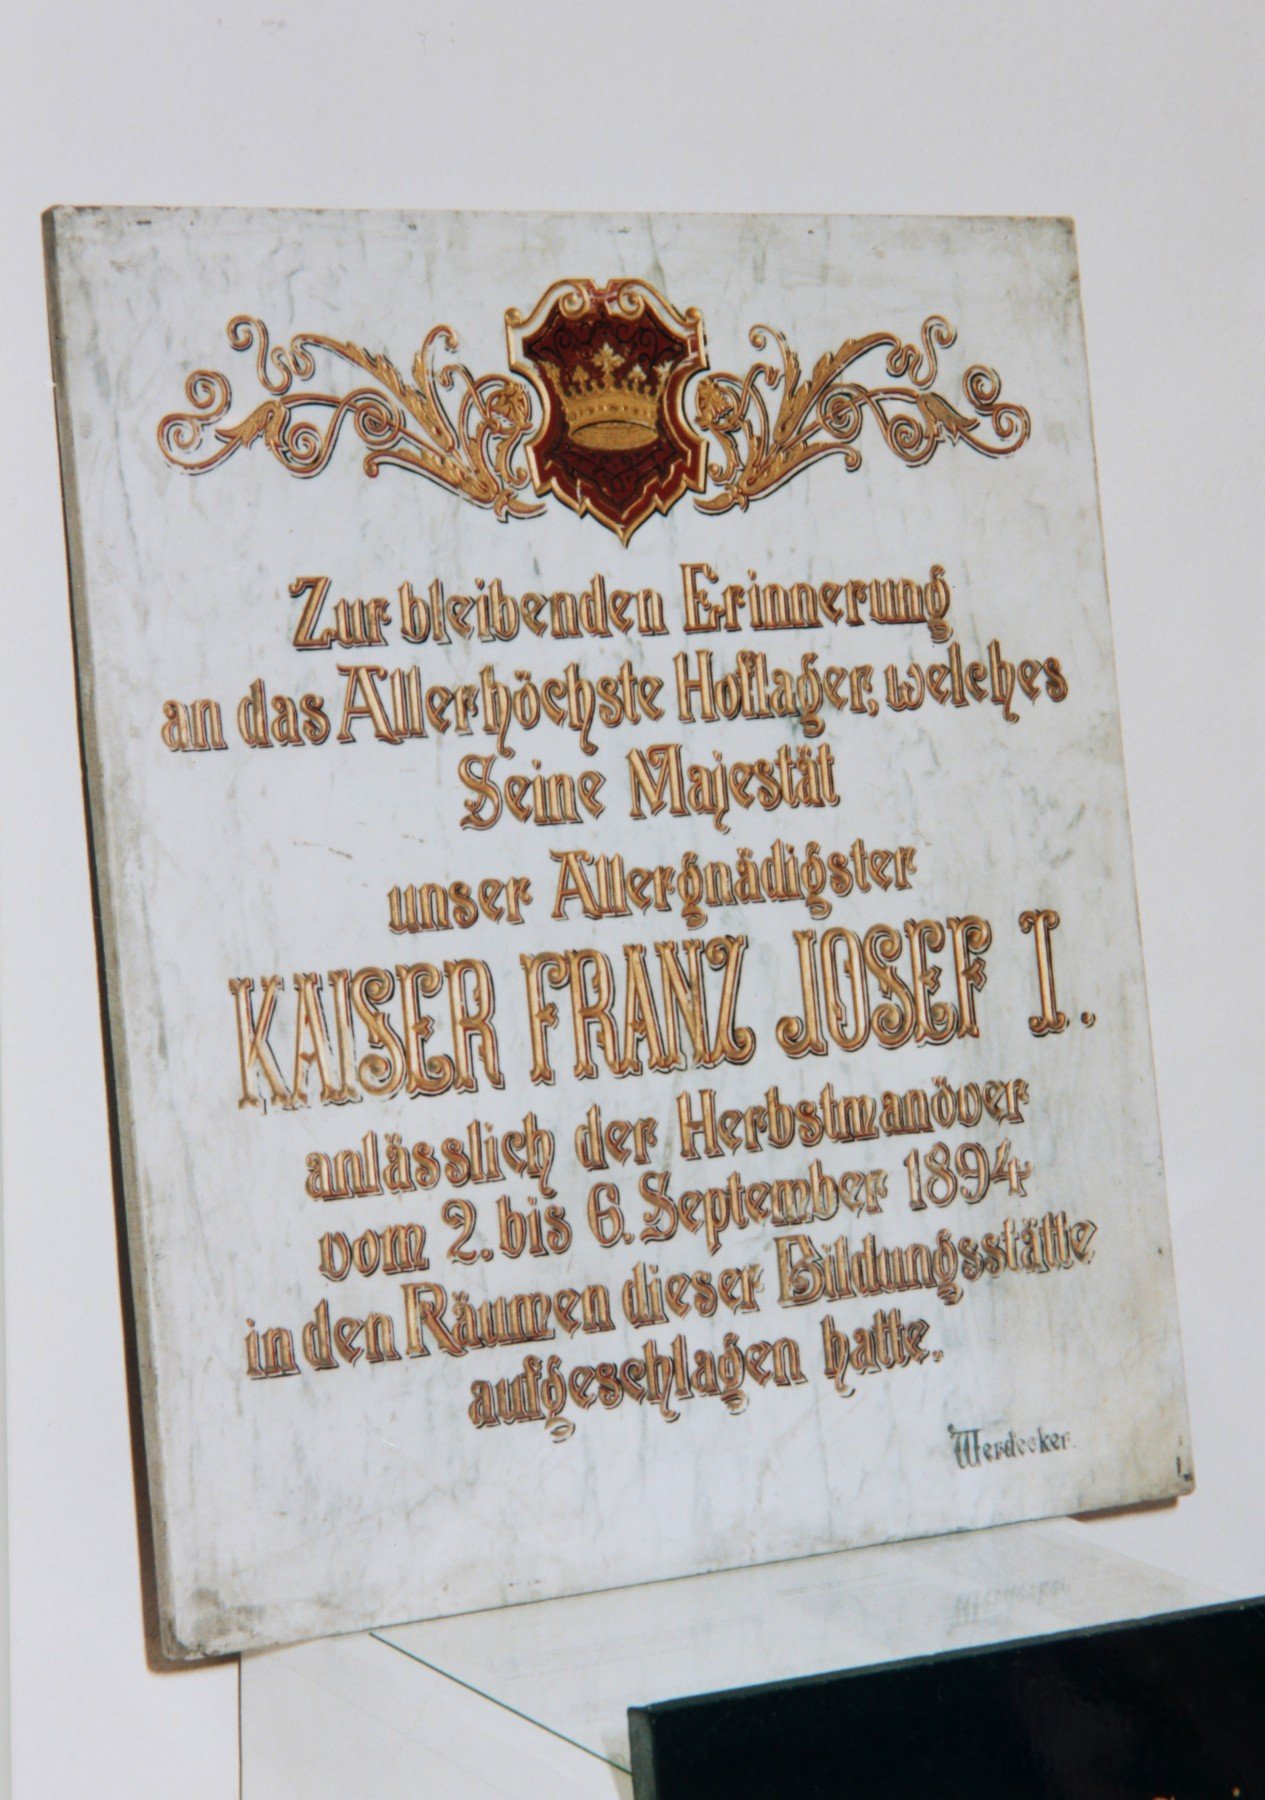 Zur bleibenden Erinnerung
an das Allerhöchste Hoflager, welches
Seine Majestät
unser Allergnädigster
KAISER FRANZ JOSEF I.
anlässlich der Herbstmanöver
vom 2. bis 6. September 1894
in den Räumen dieser Bildungsstätte
aufgeschlagen hatte.
Werdecker.